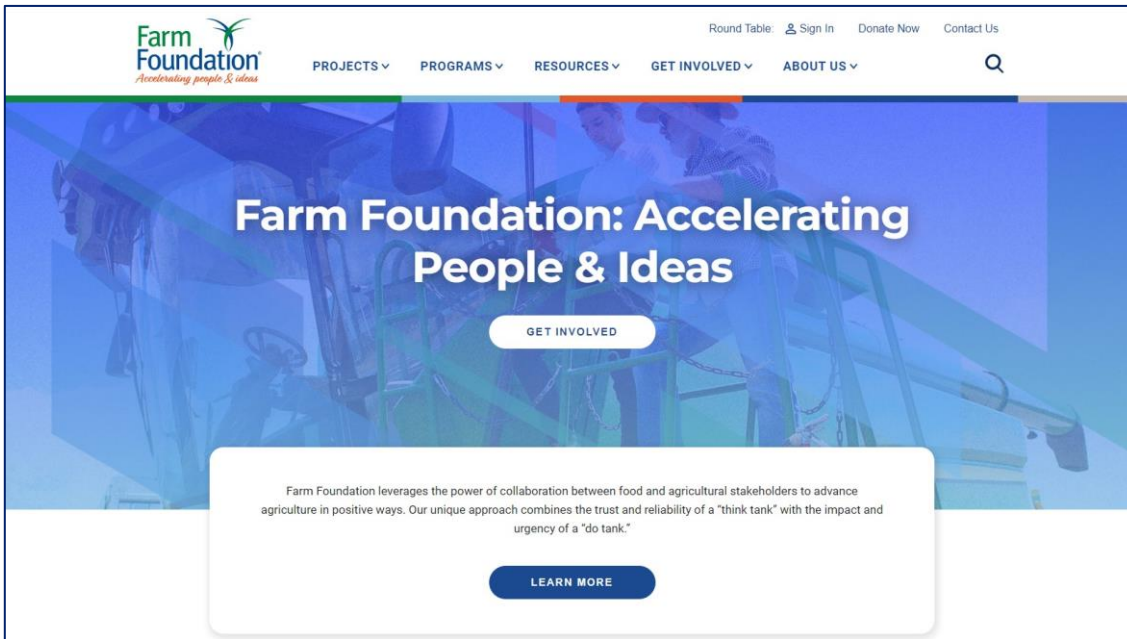 Round Table: Sign In Donate Now Contact Us
Farm
Foundation®
Accelerating people & ideas
PROJECTS PROGRAMS RESOURCES GET INVOLVED ABOUT US
Farm Foundation: Accelerating
People & Ideas
GET INVOLVED
Farm Foundation leverages the power of collaboration between food and agricultural stakeholders to advance
agriculture in positive ways. Our unique approach combines the trust and reliability of a "think tank" with the impact and
urgency of a "do tank."
LEARN MORE